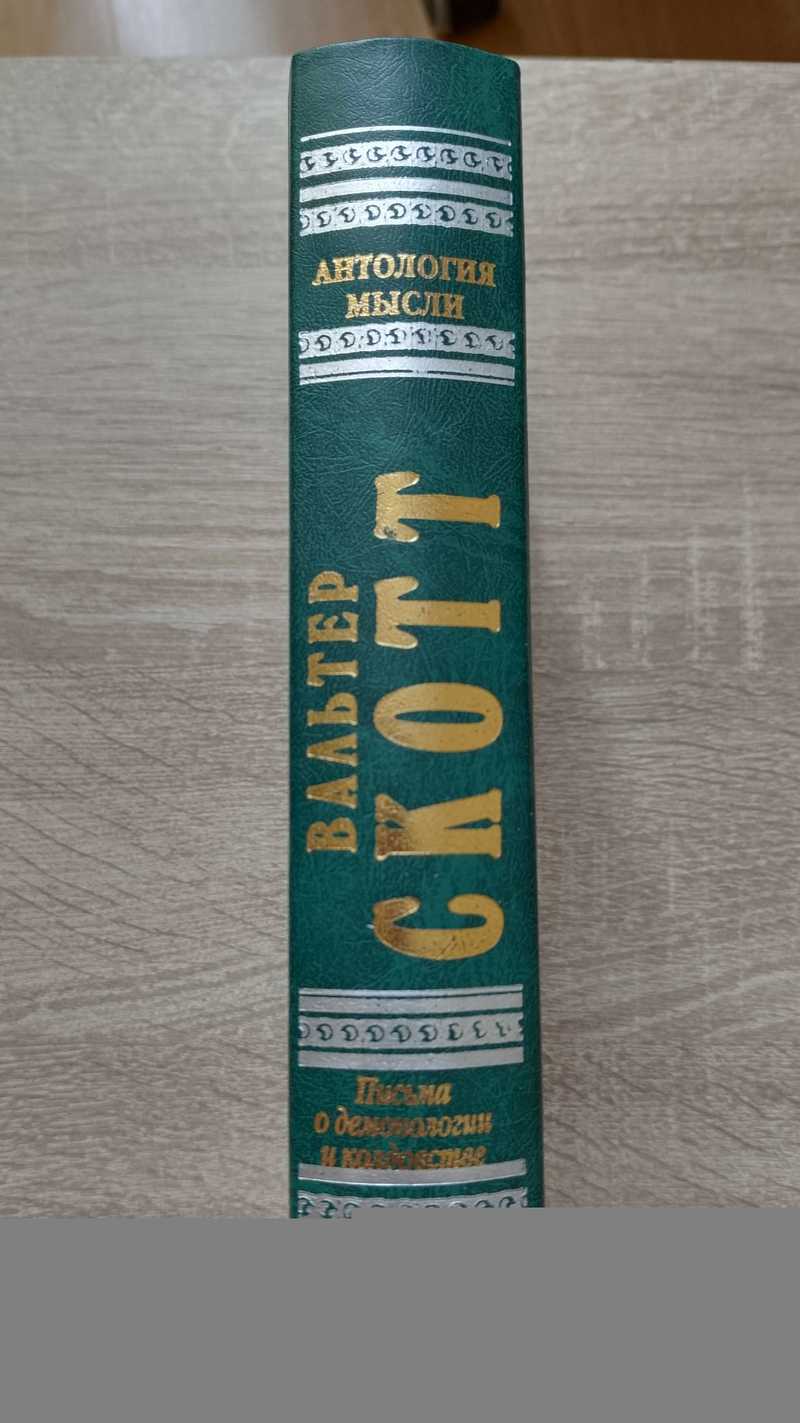 АНТОЛОГИЯ
МЫСЛИ
ВАЛЬТЕР
СКОТТ
Письма
о демонологии
и колдовстве